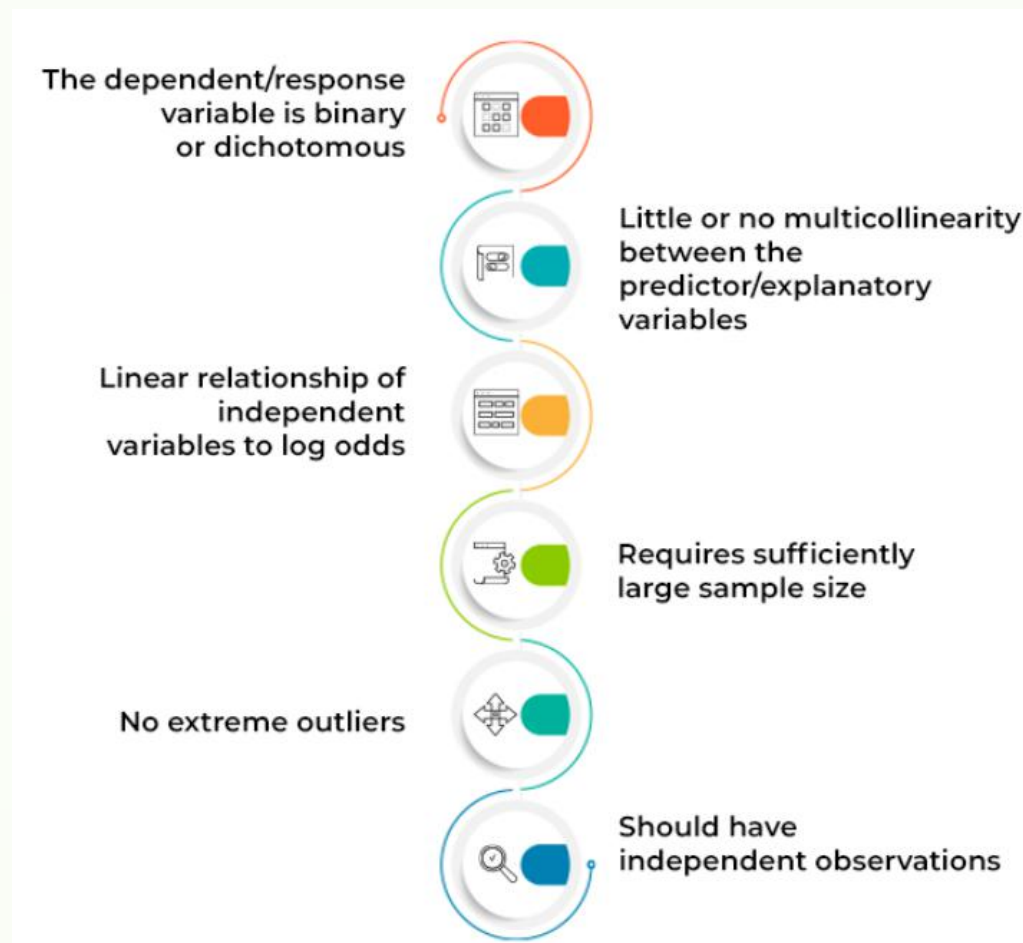 The dependent/response
variable is binary
or dichotomous
Little or no multicollinearity
between the
predictor/explanatory
variables
Linear relationship of
independent
variables to log odds
Requires sufficiently
large sample size
No extreme outliers
Should have
independent observations